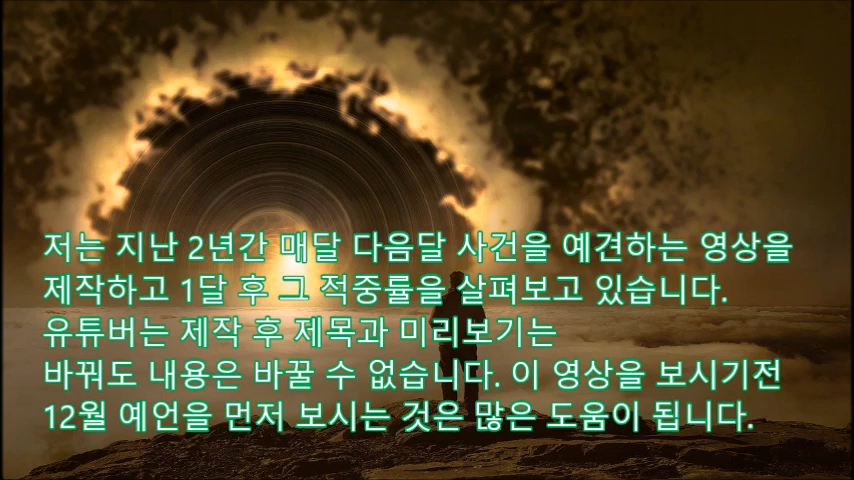 저는 지난 2년간 매달 다음달 사건을 예견하는 영상을
제작하고 1달 후 그 적중률을 살펴보고 있습니다.
유튜버는 제작 후 제목과 미리보기는
바꿔도 내용은 바꿀 수 없습니다. 이 영상을 보시기전
12월 예언을 먼저 보시는 것은 많은 도움이 됩니다.